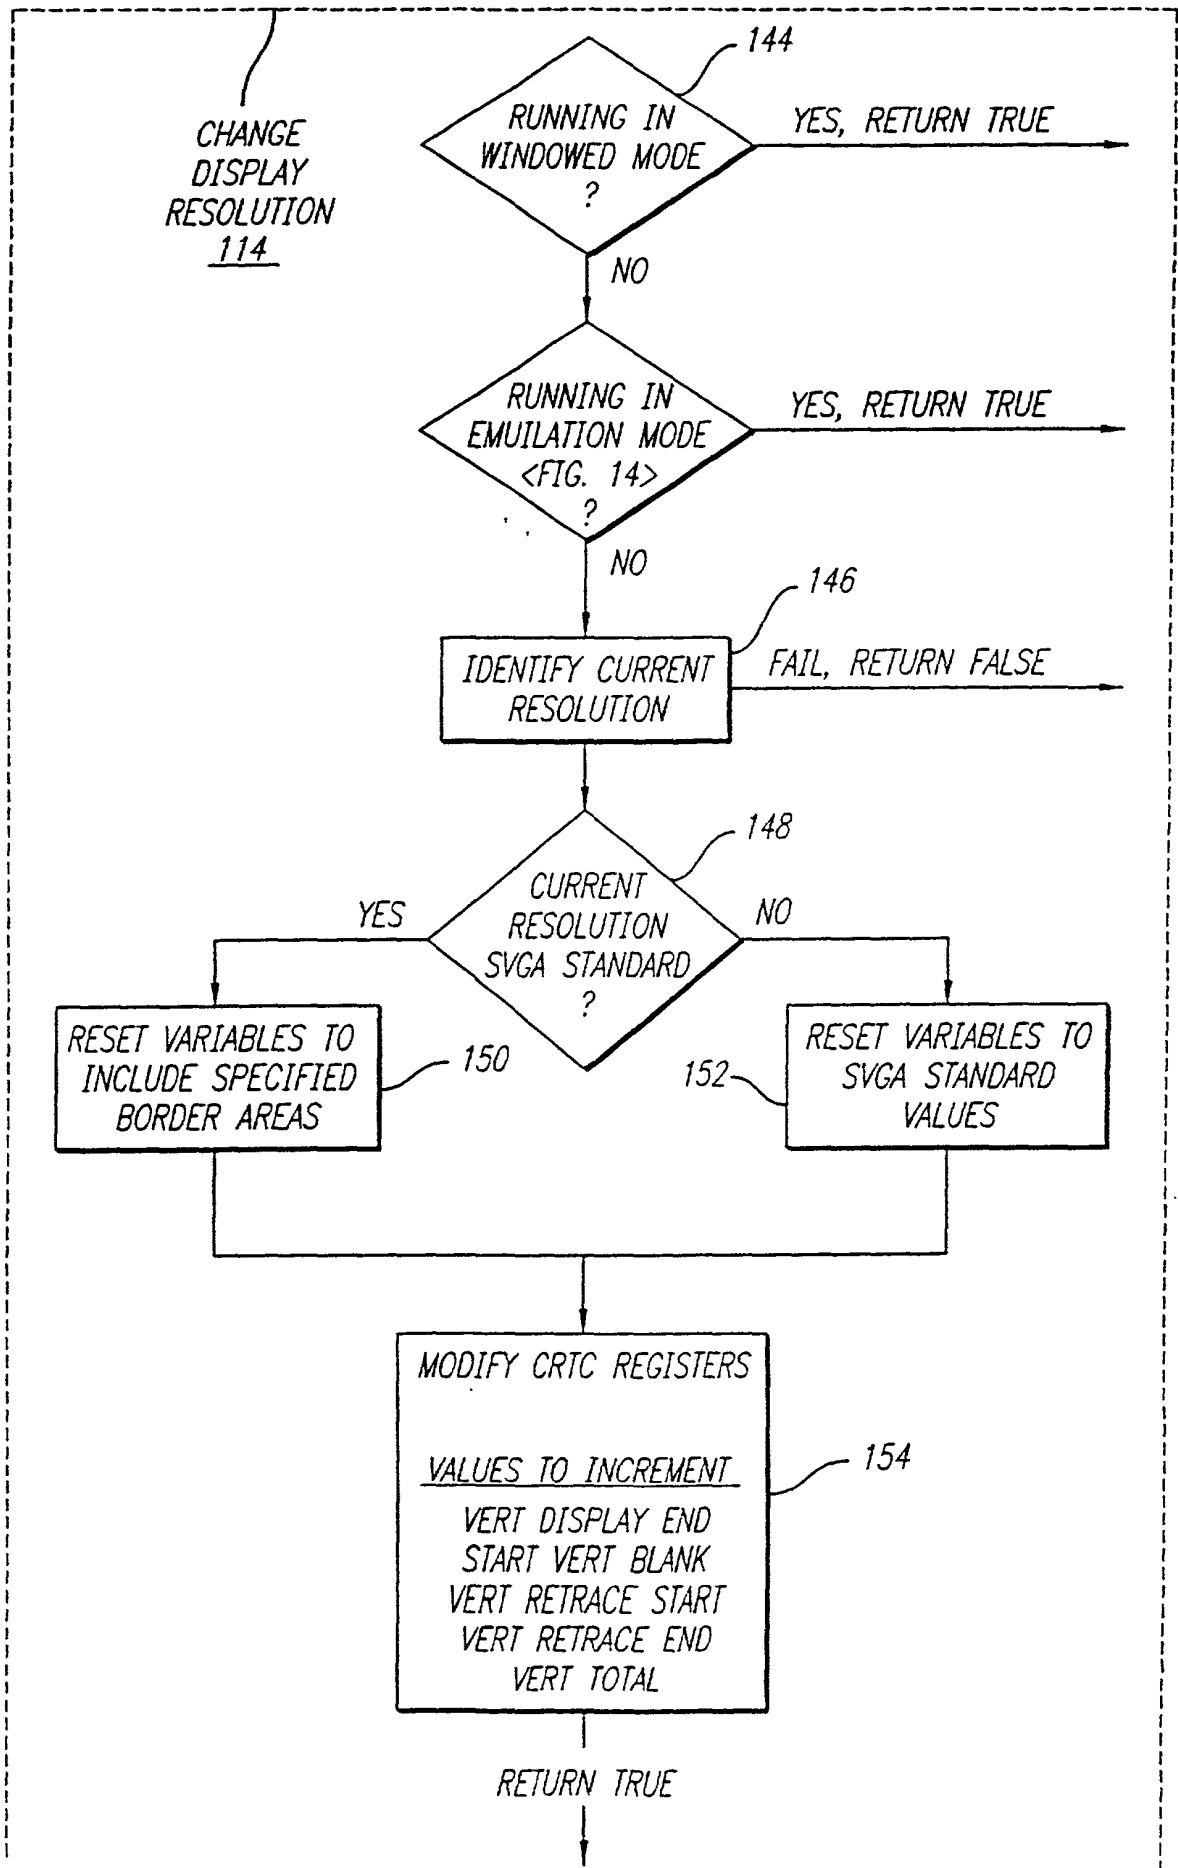 CHANGE
DISPLAY
RESOLUTION
114
144
RUNNING IN
WINDOWED MODE
?
YES, RETURN TRUE
NO
RUNNING IN
EMUILATION MODE
<FIG. 14>
?
YES, RETURN TRUE
NO
146
IDENTIFY CURRENT
RESOLUTION
FAIL, RETURN FALSE
148
CURRENT
RESOLUTION
SVGA STANDARD
?
YES
NO
RESET VARIABLES TO
INCLUDE SPECIFIED
BORDER AREAS
150
152
RESET VARIABLES TO
SVGA STANDARD
VALUES
MODIFY CRTC REGISTERS
VALUES TO INCREMENT
VERT DISPLAY END
START VERT BLANK
VERT RETRACE START
VERT RETRACE END
VERT TOTAL
154
RETURN TRUE